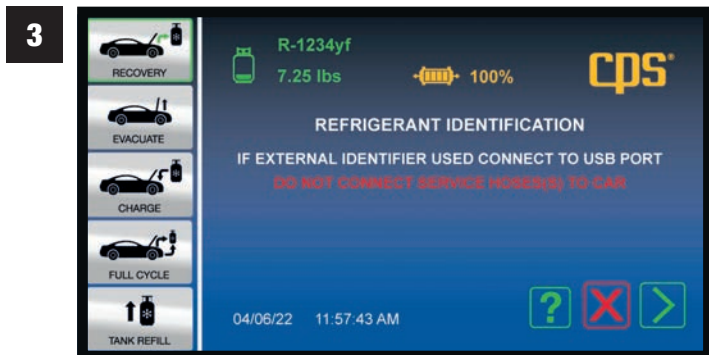 3
RECOVERY
EVACUATE
CHARGE
FULL CYCLE
TANK REFILL
R-1234yf
7.25 lbs
100%
cps®
REFRIGERANT IDENTIFICATION
IF EXTERNAL IDENTIFIER USED CONNECT TO USB PORT
DO NOT CONNECT SERVICE HOSES(S) TO CAR
04/06/22 11:57:43 AM
?